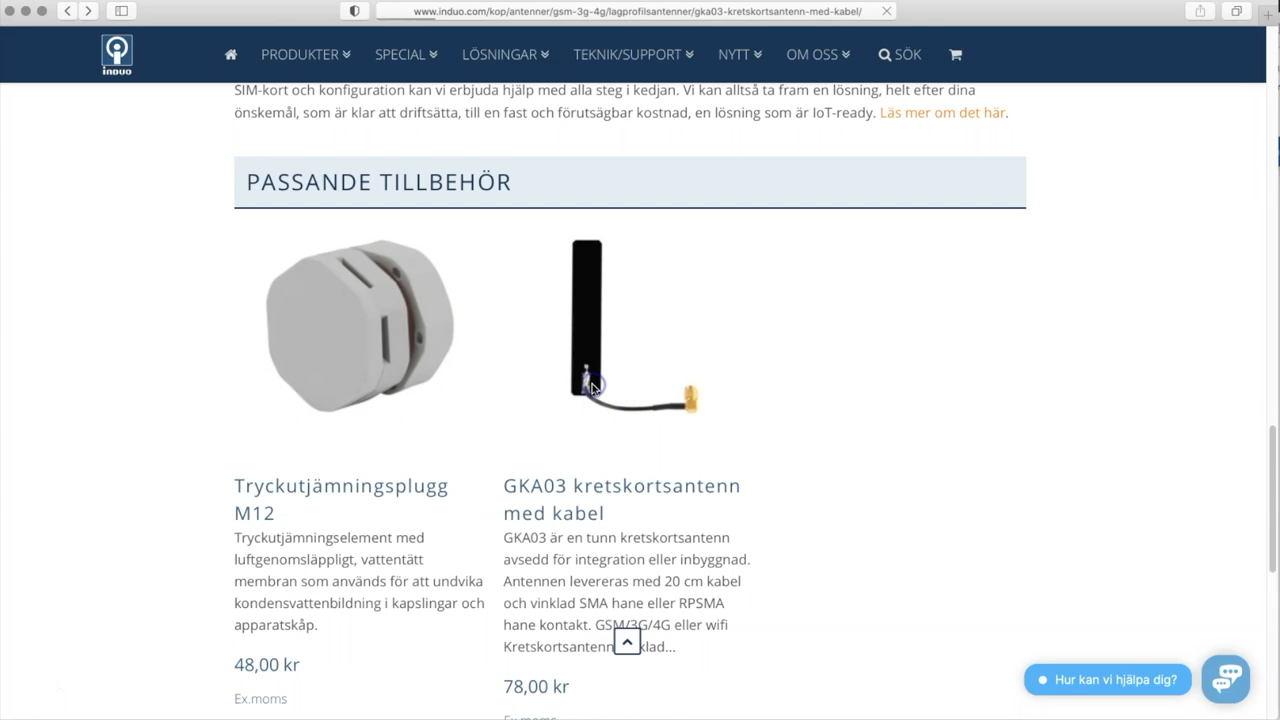 www.induo.com/kop/antenner/gsm-3g-4g/lagprofilsantenner/gka03-kretskortsantenn-med-kabel/
INDUO
PRODUKTER SPECIAL LÖSNINGAR TEKNIK/SUPPORT NYTT OM OSS SÖK
SIM-kort och konfiguration kan vi erbjuda hjälp med alla steg i kedjan. Vi kan alltså ta fram en lösning, helt efter dina
önskemål, som är klar att driftsätta, till en fast och förutsägbar kostnad, en lösning som är IoT-ready. Läs mer om det här.
PASSANDE TILLBEHÖR
Tryckutjämningsplugg
M12
Tryckutjämningselement med
luftgenomsläppligt, vattentätt
membran som används för att undvika
kondensvattenbildning i kapslingar och
apparatskåp.
48,00 kr
Ex.moms
GKA03 kretskortsantenn
med kabel
GKA03 är en tunn kretskortsantenn
avsedd för integration eller inbyggnad.
Antennen levereras med 20 cm kabel
och vinklad SMA hane eller RPSMA
hane kontakt. GSM/3G/4G eller wifi
Kretskortsantenn klad...
78,00 kr
Ex.moms
Hur kan vi hjälpa dig?